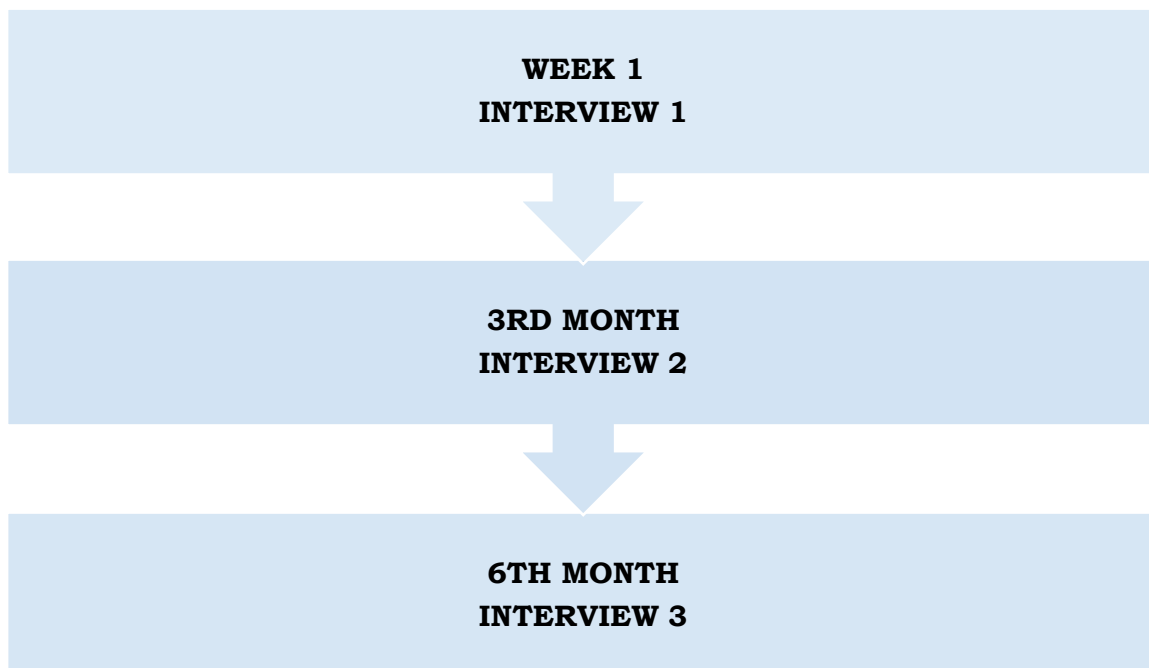 WEEK 1
INTERVIEW 1
3RD MONTH
INTERVIEW 2
6TH MONTH
INTERVIEW 3